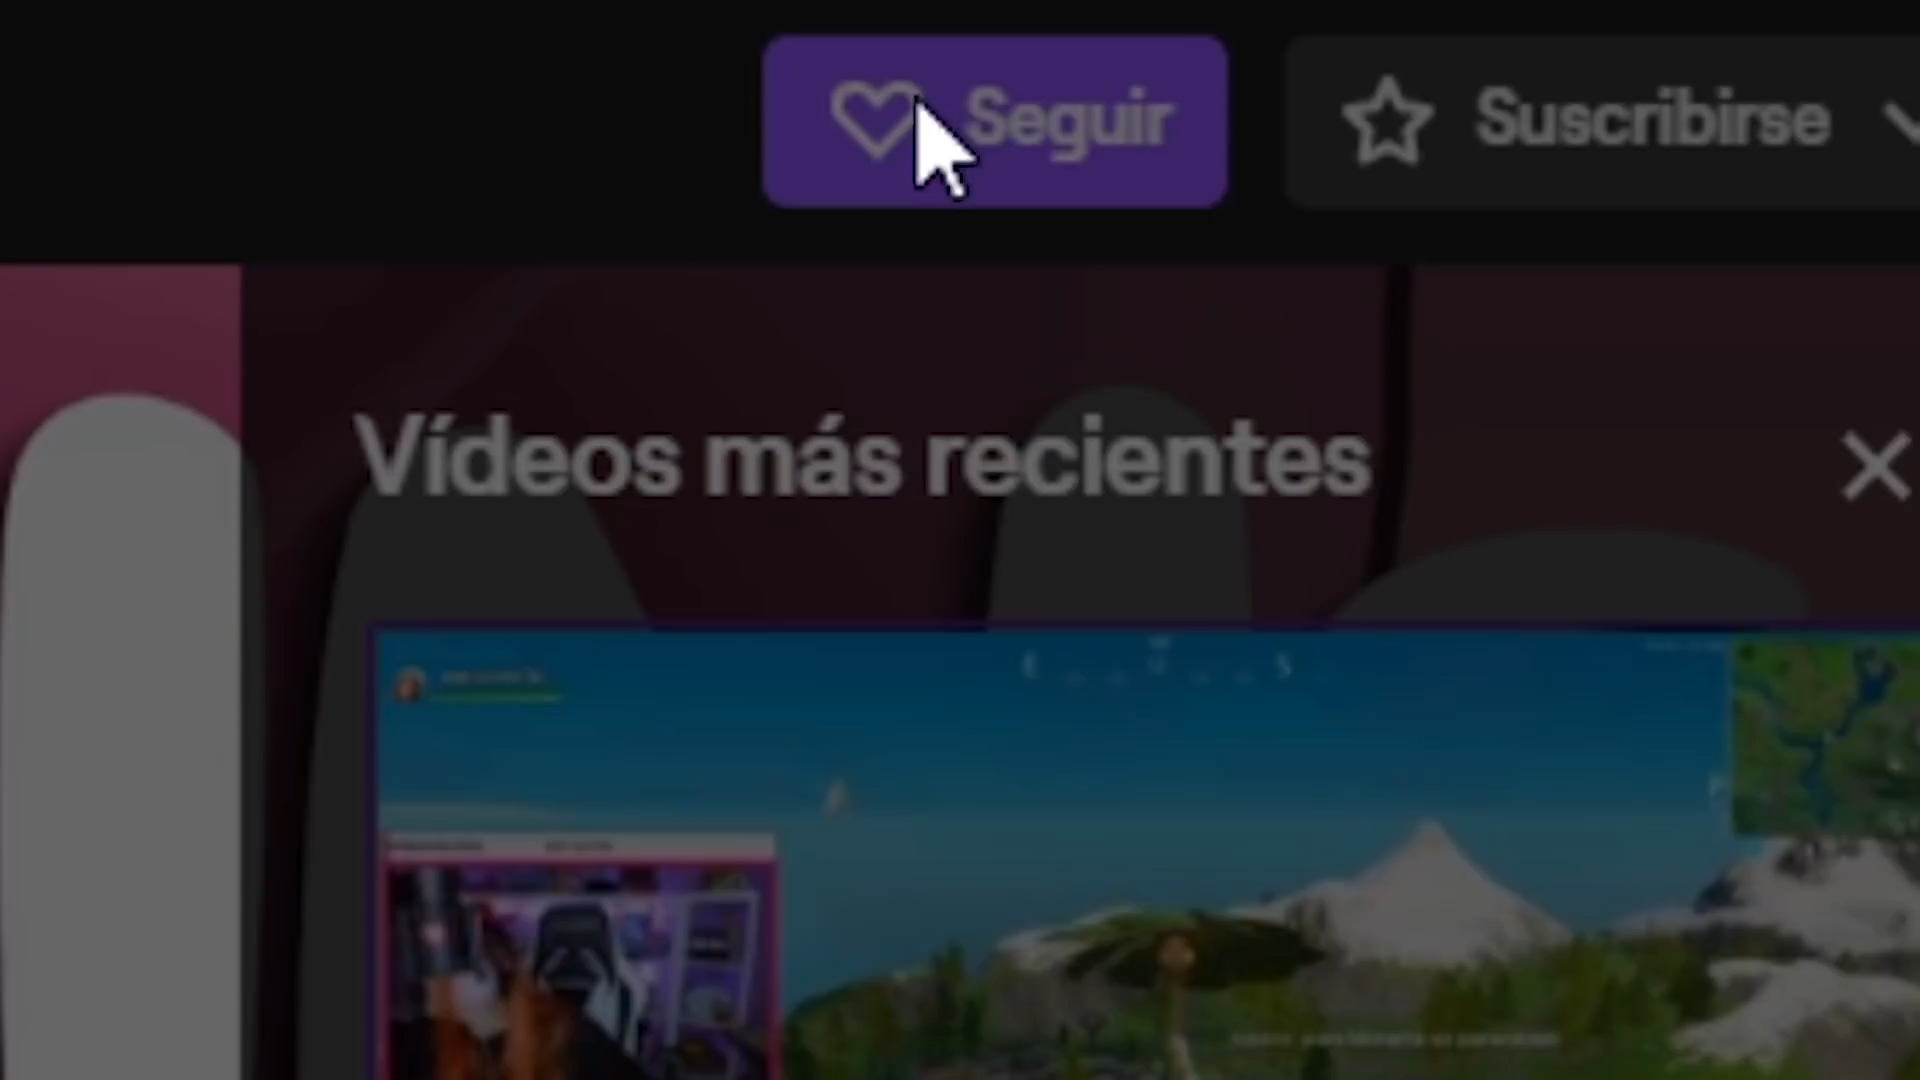 Seguir
Suscribirse
Vídeos más recientes
E
S